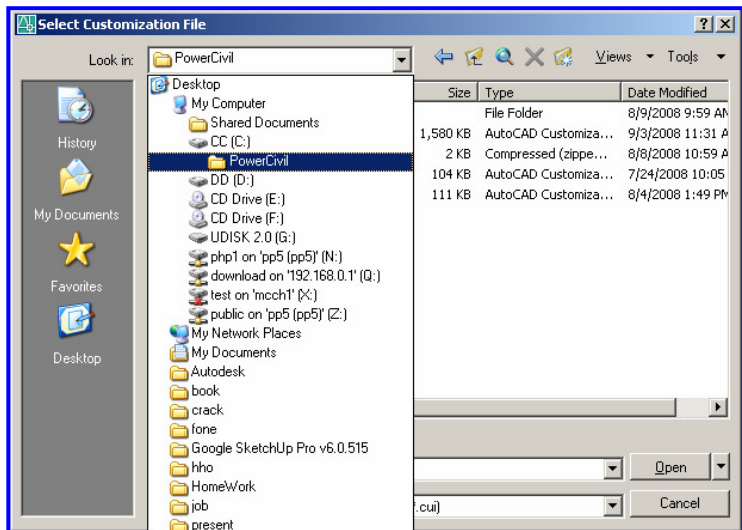 Select Customization File
Look in: PowerCivil Views Tools
Desktop
My Computer
Shared Documents
CC (C:)
PowerCivil
DD (D:)
CD Drive (E:)
CD Drive (F:)
UDISK 2.0 (G:)
php1 on 'pp5 (pp5)' (N:)
download on '192.168.0.1' (Q:)
test on 'mcch1' (X:)
public on 'pp5 (pp5)' (Z:)
My Network Places
My Documents
Autodesk
book
crack
fone
Google SketchUp Pro v6.0.515
hho
HomeWork
job
present
Size Type Date Modified
File Folder 8/9/2008 9:59 AM
1,580 KB AutoCAD Customiza... 9/3/2008 11:31 A
2 KB Compressed (zippe... 8/8/2008 10:59 A
104 KB AutoCAD Customiza... 7/24/2008 10:05
111 KB AutoCAD Customiza... 8/4/2008 1:49 PM
History
My Documents
Favorites
Desktop
Open
.cui)
Cancel